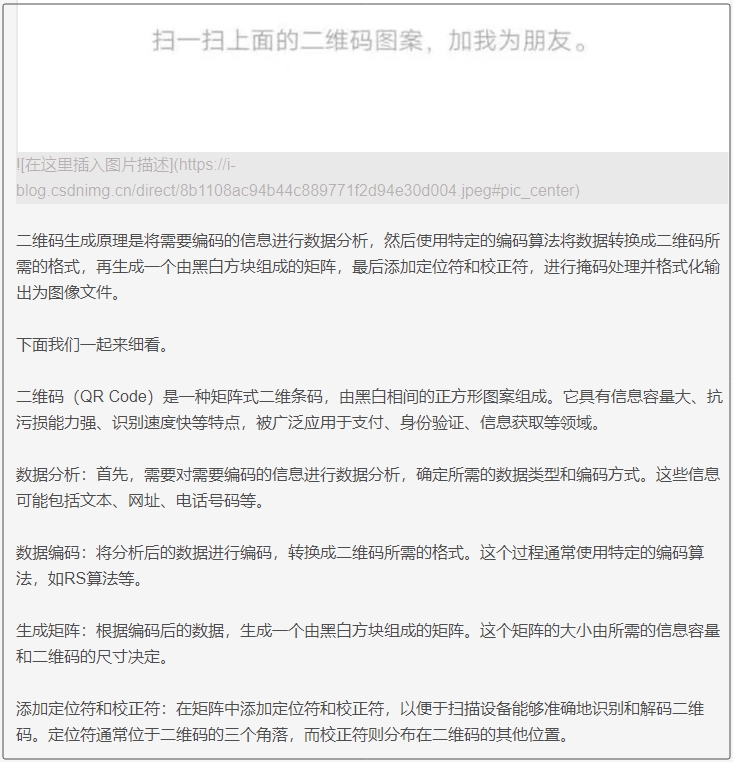 扫一扫上面的二维码图案，加我为朋友。
![在这里插入图片描述](https://i-
blog.csdnimg.cn/direct/8b1108ac94b44c889771f2d94e30d004.jpeg#pic_center)
二维码生成原理是将需要编码的信息进行数据分析，然后使用特定的编码算法将数据转换成二维码所
需的格式，再生成一个由黑白方块组成的矩阵，最后添加定位符和校正符，进行掩码处理并格式化输
出为图像文件。
下面我们一起来细看。
二维码（QR Code）是一种矩阵式二维条码，由黑白相间的正方形图案组成。它具有信息容量大、抗
污损能力强、识别速度快等特点，被广泛应用于支付、身份验证、信息获取等领域。
数据分析：首先，需要对需要编码的信息进行数据分析，确定所需的数据类型和编码方式。这些信息
可能包括文本、网址、电话号码等。
数据编码：将分析后的数据进行编码，转换成二维码所需的格式。这个过程通常使用特定的编码算
法，如RS算法等。
生成矩阵：根据编码后的数据，生成一个由黑白方块组成的矩阵。这个矩阵的大小由所需的信息容量
和二维码的尺寸决定。
添加定位符和校正符：在矩阵中添加定位符和校正符，以便于扫描设备能够准确地识别和解码二维
码。定位符通常位于二维码的三个角落，而校正符则分布在二维码的其他位置。